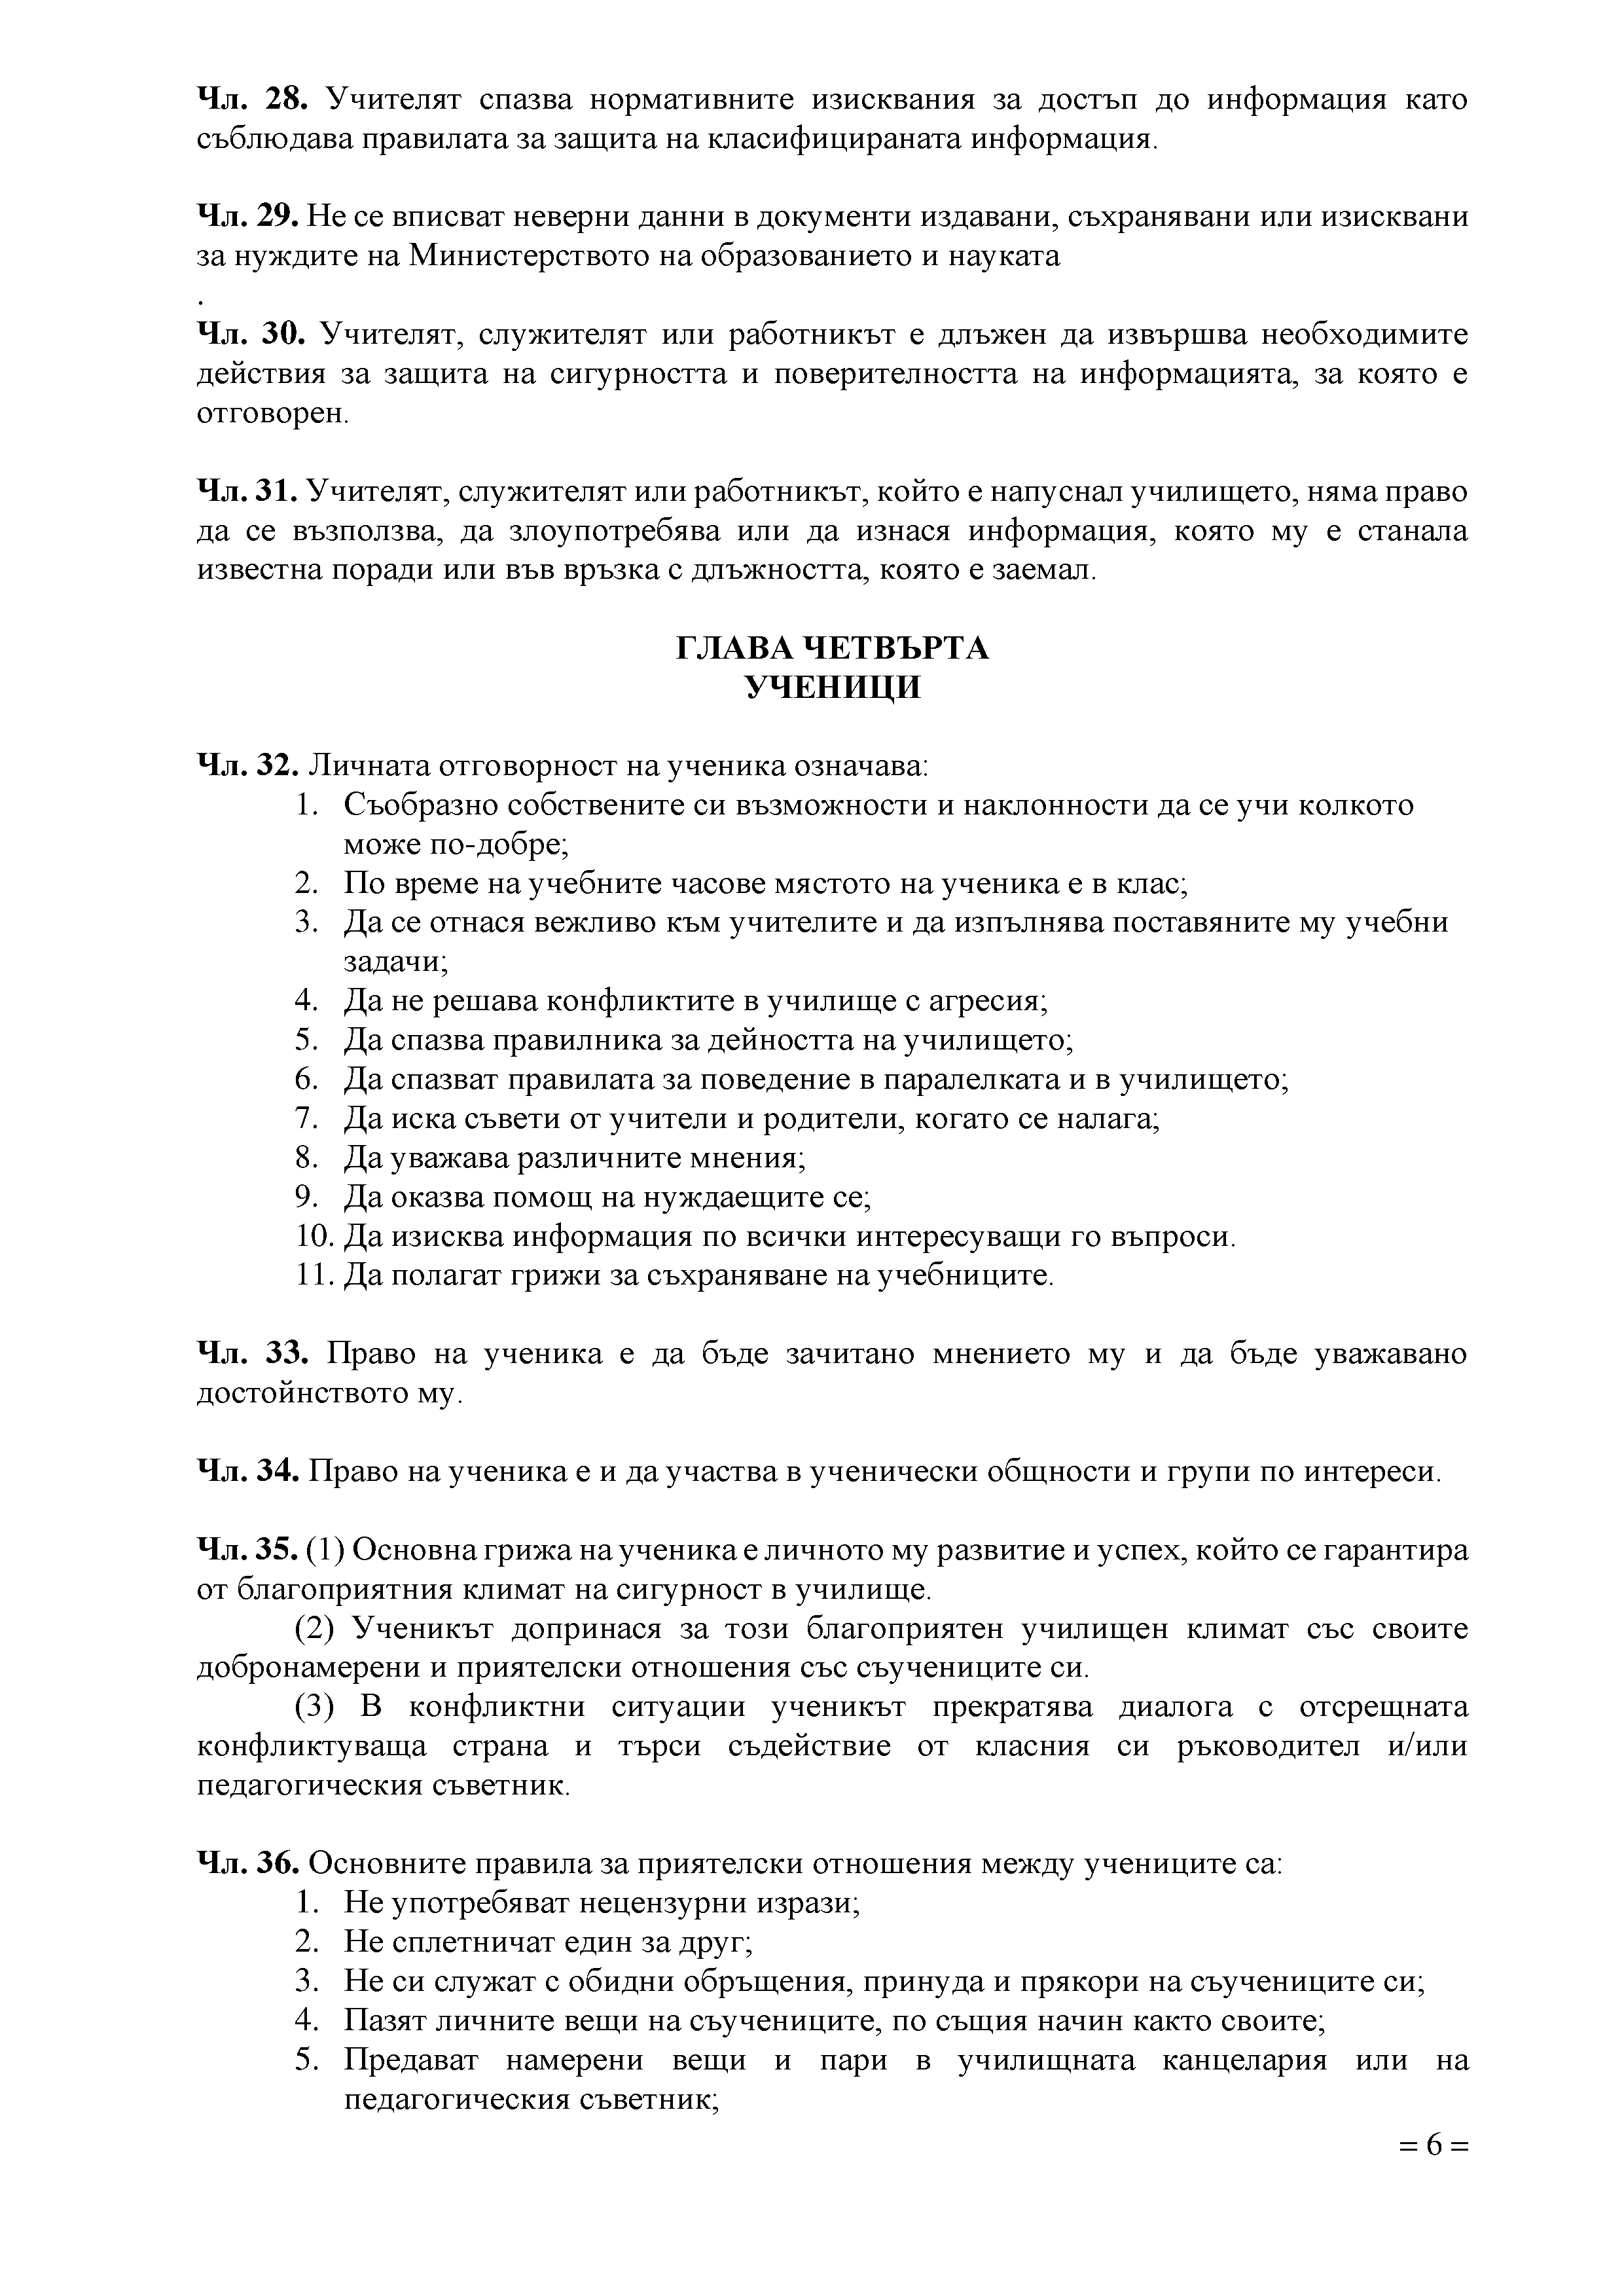 Чл. 28. Учителят спазва нормативните изисквания за достъп до информация като
съблюдава правилата за защита на класифицираната информация.
Чл. 29. Не се вписват неверни данни в документи издавани, съхранявани или изисквани
за нуждите на Министерството на образованието и науката
.
Чл. 30. Учителят, служителят или работникът е длъжен да извършва необходимите
действия за защита на сигурността и поверителността на информацията, за която е
отговорен.
Чл. 31. Учителят, служителят или работникът, който е напуснал училището, няма право
да се възползва, да злоупотребява или да изнася информация, която му е станала
известна поради или във връзка с длъжността, която е заемал.
ГЛАВА ЧЕТВЪРТА
УЧЕНИЦИ
Чл. 32. Личната отговорност на ученика означава:
1. Съобразно собствените си възможности и наклонности да се учи колкото
може по-добре;
2. По време на учебните часове мястото на ученика е в клас;
3. Да се отнася вежливо към учителите и да изпълнява поставяните му учебни
задачи;
4. Да не решава конфликтите в училище с агресия;
5. Да спазва правилника за дейността на училището;
6. Да спазват правилата за поведение в паралелката и в училището;
7. Да иска съвети от учители и родители, когато се налага;
8. Да уважава различните мнения;
9. Да оказва помощ на нуждаещите се;
10. Да изисква информация по всички интересуващи го въпроси.
11. Да полагат грижи за съхраняване на учебниците.
Чл. 33. Право на ученика е да бъде зачитано мнението му и да бъде уважавано
достойнството му.
Чл. 34. Право на ученика е и да участва в ученически общности и групи по интереси.
Чл. 35. (1) Основна грижа на ученика е личното му развитие и успех, който се гарантира
от благоприятния климат на сигурност в училище.
(2) Ученикът допринася за този благоприятен училищен климат със своите
добронамерени и приятелски отношения със съучениците си.
(3) В конфликтни ситуации ученикът прекратява диалога с отсрещната
конфликтуваща страна и търси съдействие от класния си ръководител и/или
педагогическия съветник.
Чл. 36. Основните правила за приятелски отношения между учениците са:
1. Не употребяват нецензурни изрази;
2. Не сплетничат един за друг;
3. Не си служат с обидни обръщения, принуда и прякори на съучениците си;
4. Пазят личните вещи на съучениците, по същия начин както своите;
5. Предават намерени вещи и пари в училищната канцелария или на
педагогическия съветник;
= 6 =